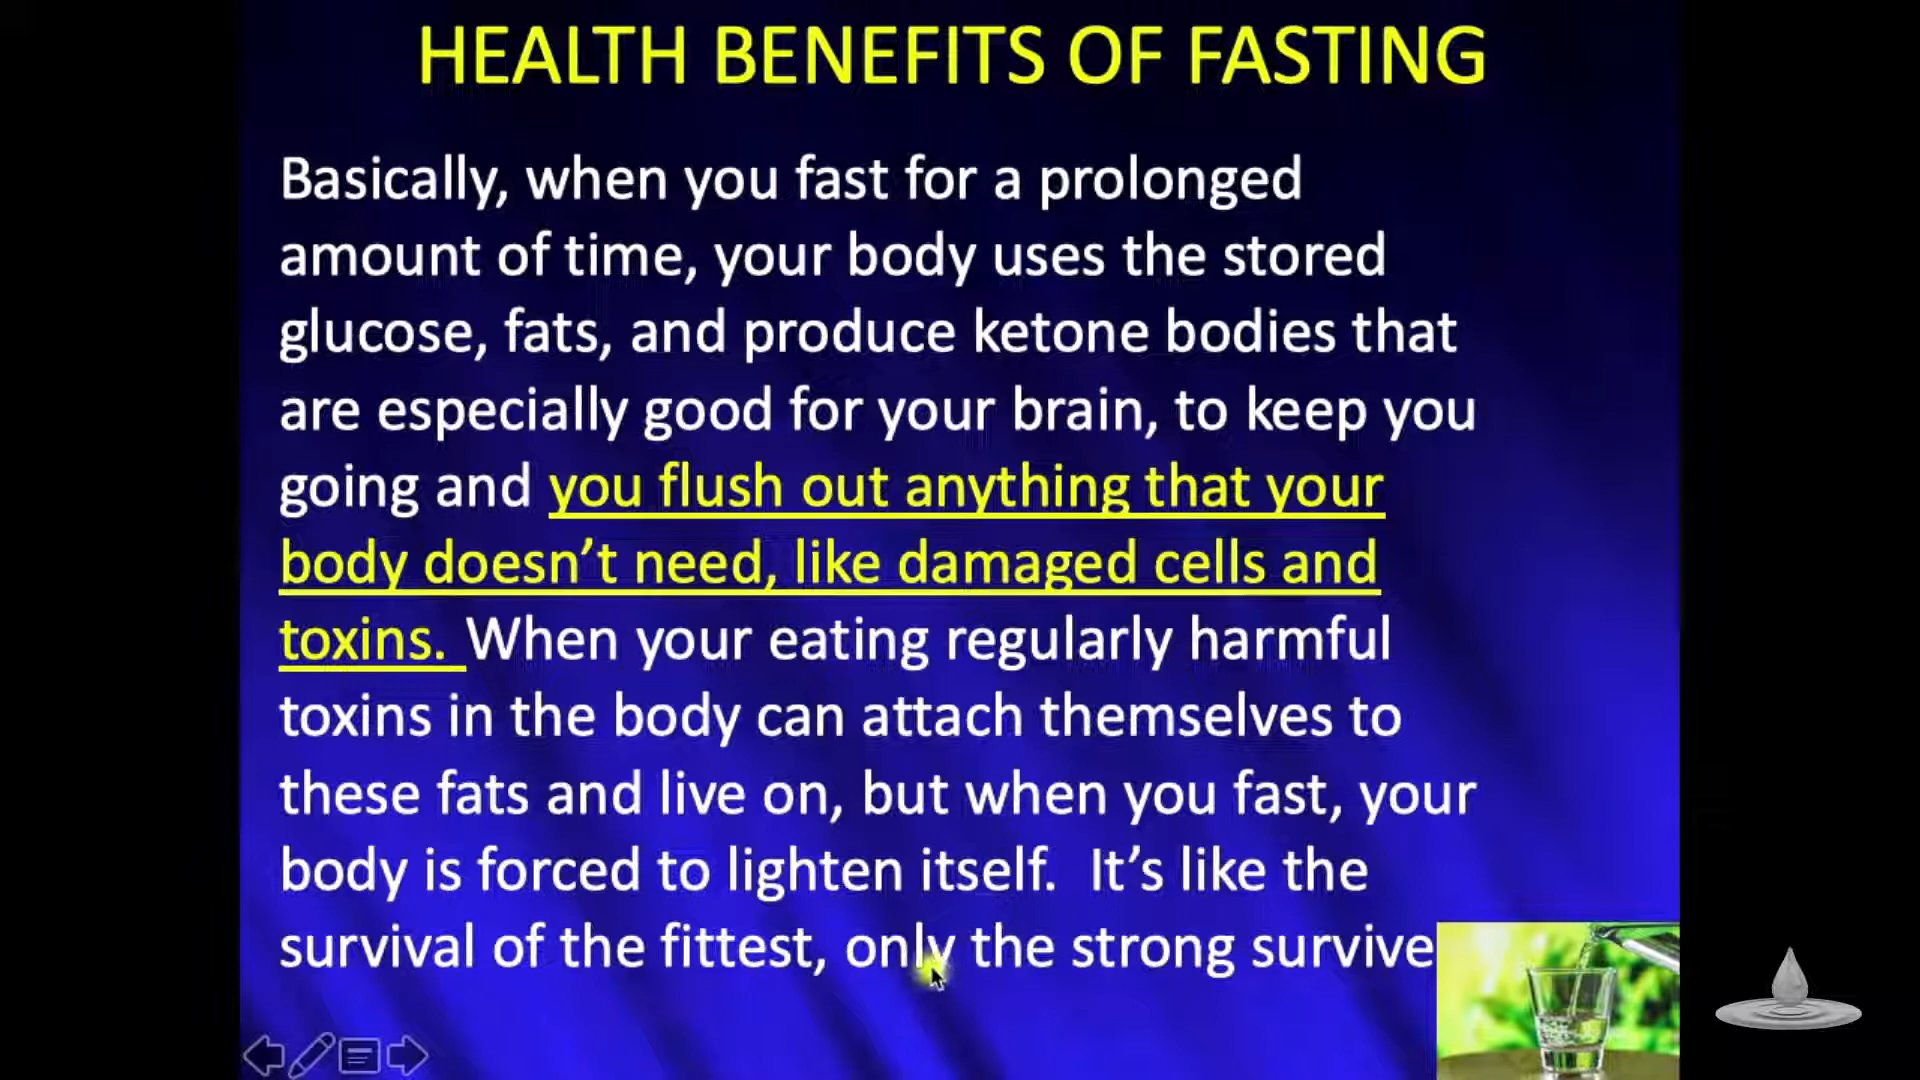 HEALTH BENEFITS OF FASTING
Basically, when you fast for a prolonged
amount of time, your body uses the stored
glucose, fats, and produce ketone bodies that
are especially good for your brain, to keep you
going and you flush out anything that your
body doesn’t need, like damaged cells and
toxins. When your eating regularly harmful
toxins in the body can attach themselves to
these fats and live on, but when you fast, your
body is forced to lighten itself.  It’s like the
survival of the fittest, only the strong survive